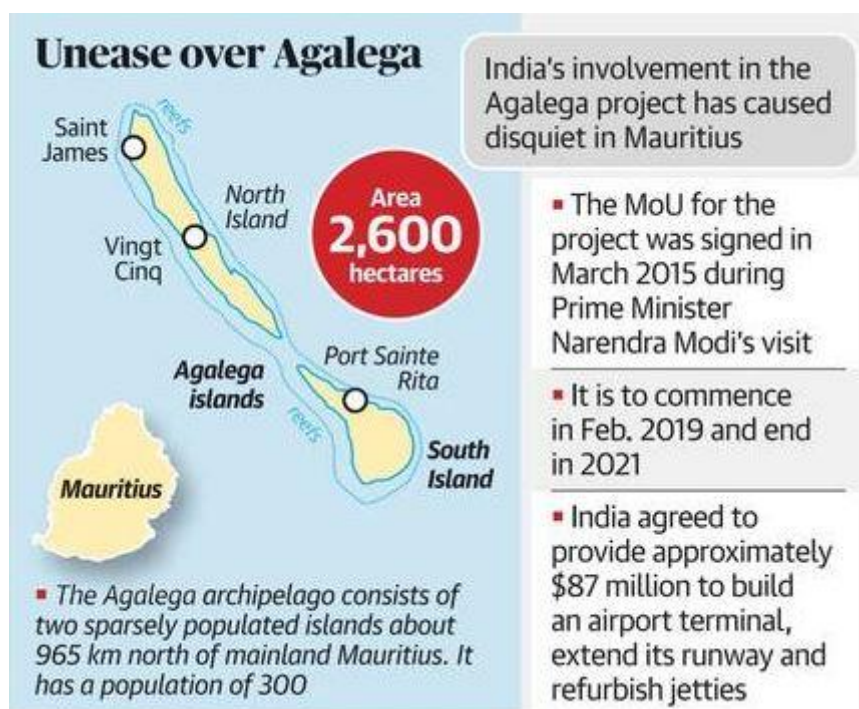 Unease over Agalega
India's involvement in the
Agalega project has caused
disquiet in Mauritius
reefs
Saint
James
North
Island
Vingt
Cinq
Area
2,600
hectares
Agalega
islands
Port Sainte
Rita
reefs
South
Island
Mauritius
▪ The Agalega archipelago consists of
two sparsely populated islands about
965 km north of mainland Mauritius. It
has a population of 300
▪ The MoU for the
project was signed in
March 2015 during
Prime Minister
Narendra Modi's visit
▪ It is to commence
in Feb. 2019 and end
in 2021
▪ India agreed to
provide approximately
$87 million to build
an airport terminal,
extend its runway and
refurbish jetties